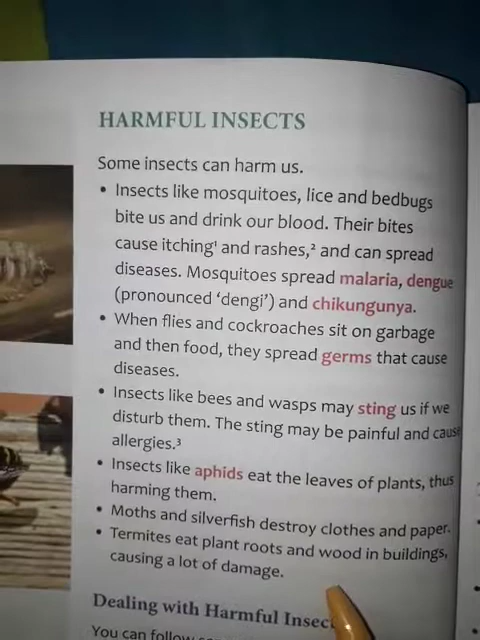 HARMFUL INSECTS
Some insects can harm us.
• Insects like mosquitoes, lice and bedbugs
bite us and drink our blood. Their bites
cause itching¹ and rashes,² and can spread
diseases. Mosquitoes spread malaria, dengue
(pronounced ‘dengi’) and chikungunya.
• When flies and cockroaches sit on garbage
and then food, they spread germs that cause
diseases.
• Insects like bees and wasps may sting us if we
disturb them. The sting may be painful and cause
allergies.³
• Insects like aphids eat the leaves of plants, thus
harming them.
• Moths and silverfish destroy clothes and paper.
• Termites eat plant roots and wood in buildings,
causing a lot of damage.
Dealing with Harmful Insec
You can follow